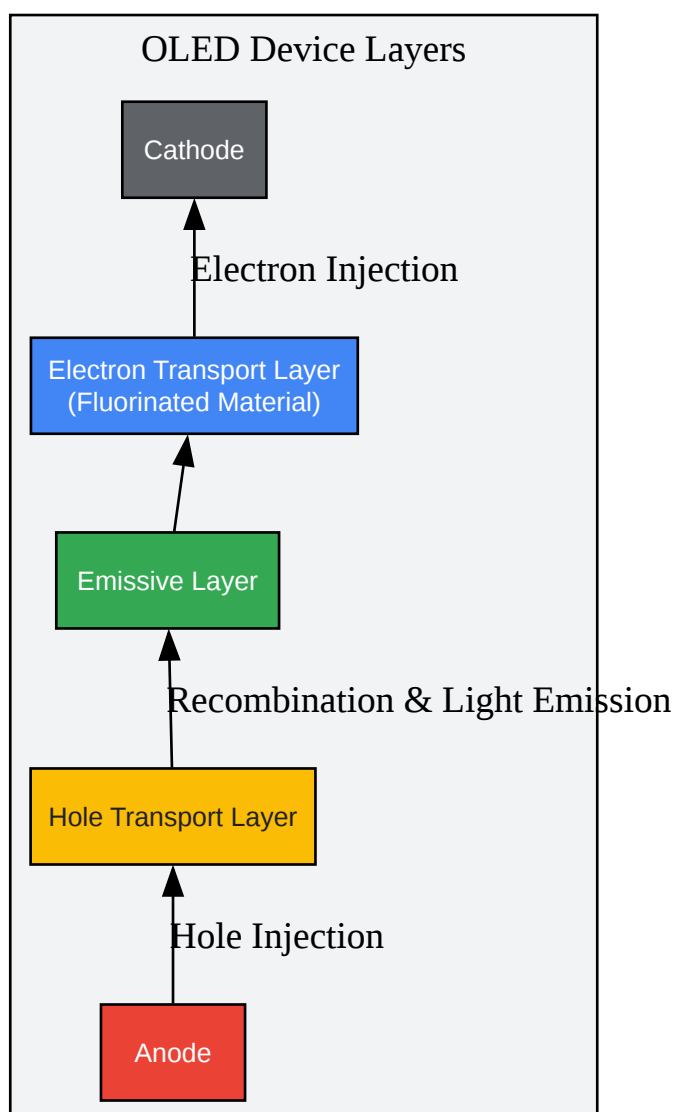 OLED Device Layers
Cathode
Electron Injection
Electron Transport Layer
(Fluorinated Material)
Emissive Layer
Recombination & Light Emission
Hole Transport Layer
Hole Injection
Anode